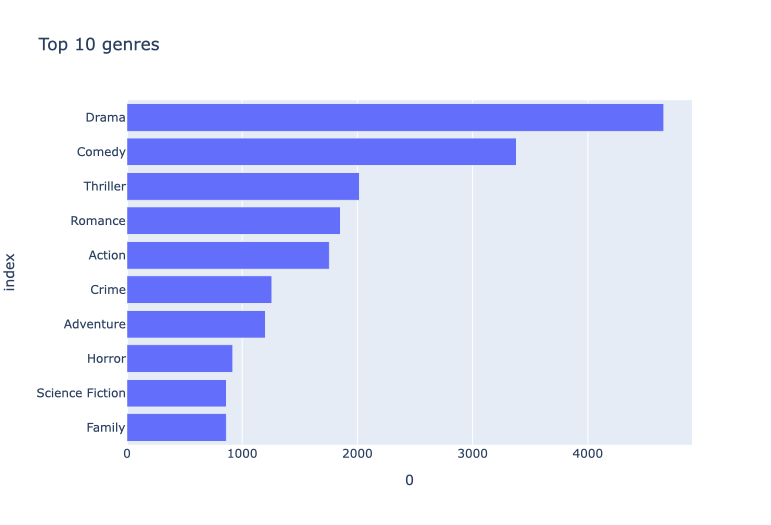 Top 10 genres
Drama
Comedy
Thriller
Romance
Action
Crime
Adventure
Horror
Science Fiction
Family
index
0 1000 2000 3000 4000
0